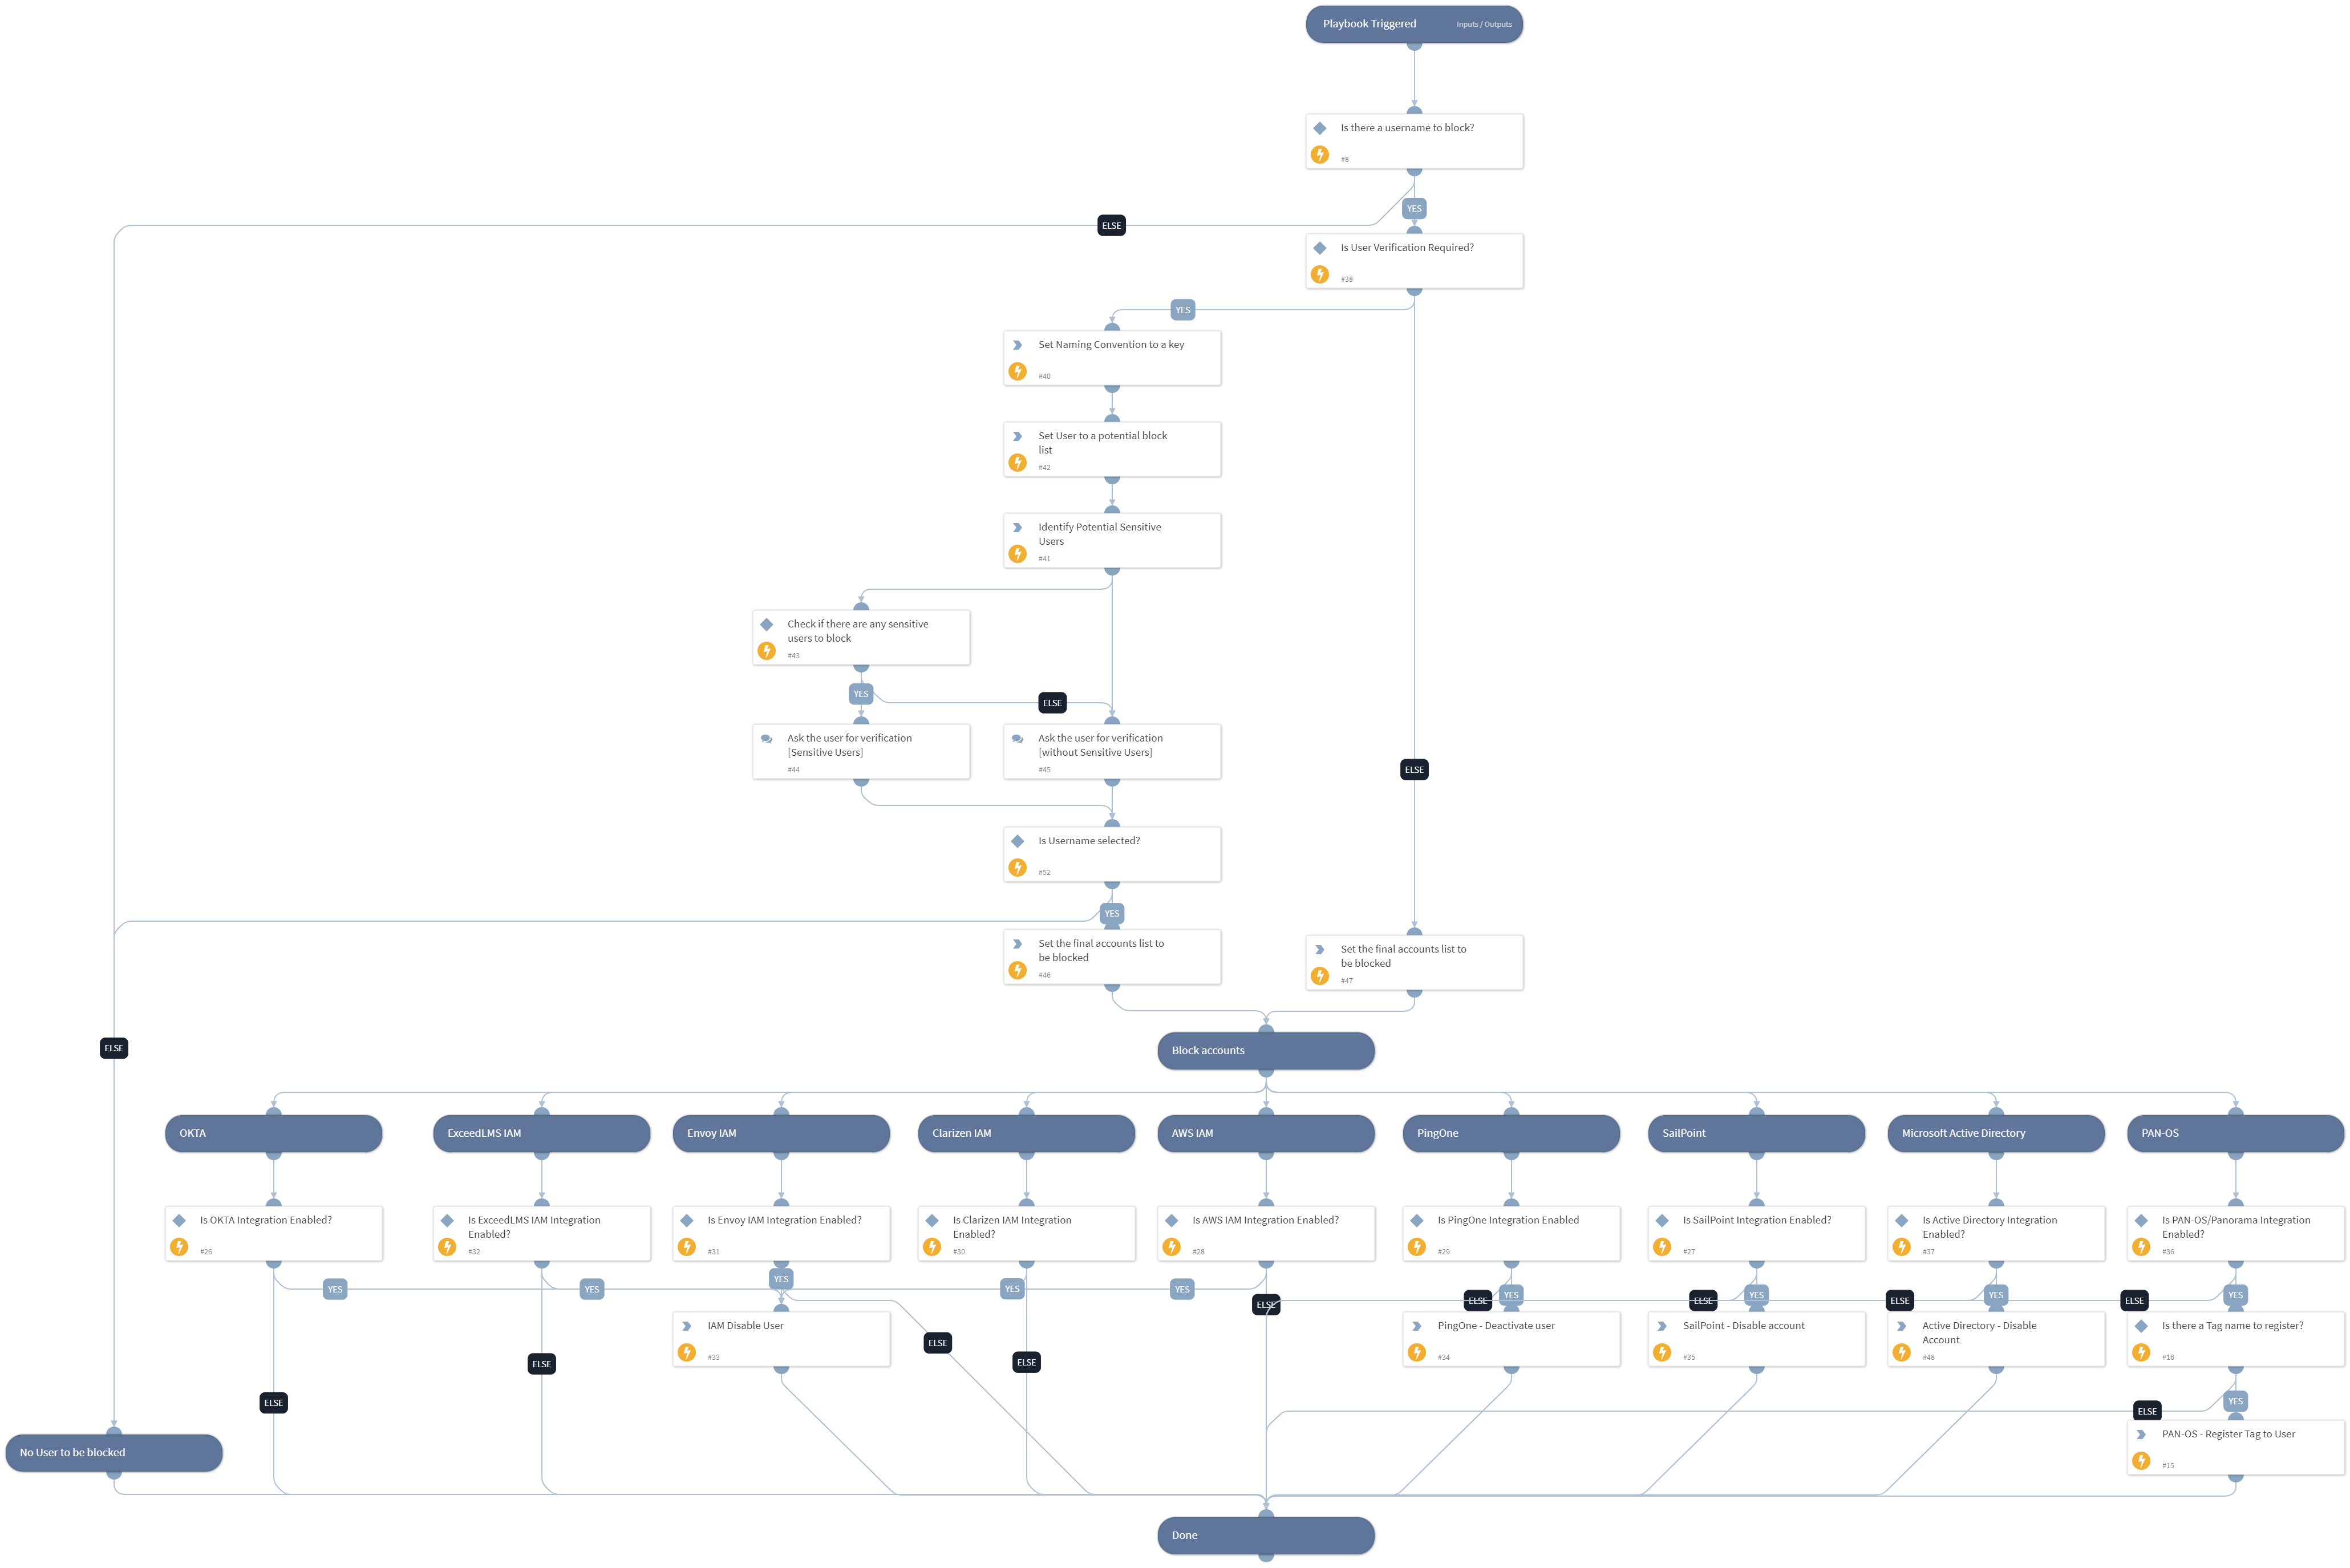 Playbook Triggered
Inputs / Outputs
Is there a username to block?
#8
YES
ELSE
Is User Verification Required?
#38
YES
Set Naming Convention to a key
#40
Set User to a potential block
list
#42
Identify Potential Sensitive
Users
#41
Check if there are any sensitive
users to block
#43
YES
ELSE
Ask the user for verification
[Sensitive Users]
#44
Ask the user for verification
[without Sensitive Users]
#45
ELSE
Is Username selected?
#52
YES
Set the final accounts list to
be blocked
#46
Set the final accounts list to
be blocked
#47
ELSE
Block accounts
OKTA
ExceedLMS IAM
Envoy IAM
Clarizen IAM
AWS IAM
PingOne
SailPoint
Microsoft Active Directory
PAN-OS
Is OKTA Integration Enabled?
#26
Is ExceedLMS IAM Integration
Enabled?
#32
Is Envoy IAM Integration Enabled?
#31
Is Clarizen IAM Integration
Enabled?
#30
Is AWS IAM Integration Enabled?
#28
Is PingOne Integration Enabled
#29
Is SailPoint Integration Enabled?
#27
Is Active Directory Integration
Enabled?
#37
Is PAN-OS/Panorama Integration
Enabled?
#36
YES
YES
YES
YES
YES
ELSE
ELSE
YES
ELSE
YES
ELSE
YES
ELSE
YES
IAM Disable User
#33
ELSE
ELSE
ELSE
ELSE
PingOne - Deactivate user
#34
SailPoint - Disable account
#35
Active Directory - Disable
Account
#48
Is there a Tag name to register?
#16
YES
ELSE
PAN-OS - Register Tag to User
#15
No User to be blocked
Done